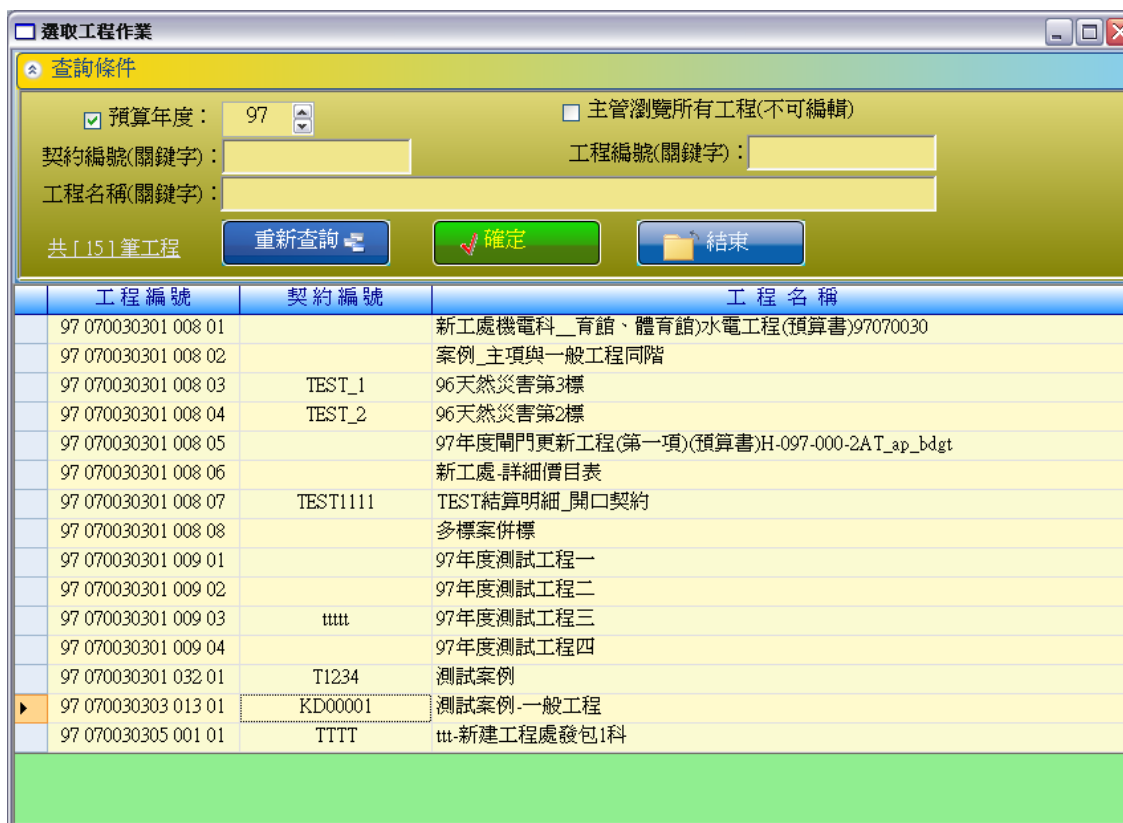 選取工程作業
查詢條件
預算年度： 97 主管瀏覽所有工程(不可編輯)
契約編號(關鍵字)： 工程編號(關鍵字)：
工程名稱(關鍵字)：
共 [ 15 ] 筆工程 重新查詢 確定 結束
工程編號 契約編號 工程名稱
97 070030301 008 01 新工處機電科__育館、體育館)水電工程(預算書)97070030
97 070030301 008 02 案例_主項與一般工程同階
97 070030301 008 03 TEST_1 96天然災害第3標
97 070030301 008 04 TEST_2 96天然災害第2標
97 070030301 008 05 97年度閘門更新工程(第一項)(預算書)H-097-000-2AT_ap_bdgt
97 070030301 008 06 新工處-詳細價目表
97 070030301 008 07 TEST1111 TEST結算明細_開口契約
97 070030301 008 08 多標案併標
97 070030301 009 01 97年度測試工程一
97 070030301 009 02 97年度測試工程二
97 070030301 009 03 ttttt 97年度測試工程三
97 070030301 009 04 97年度測試工程四
97 070030301 032 01 T1234 測試案例
97 070030303 013 01 KD00001 測試案例-一般工程
97 070030305 001 01 TTTT ttt-新建工程處發包1科